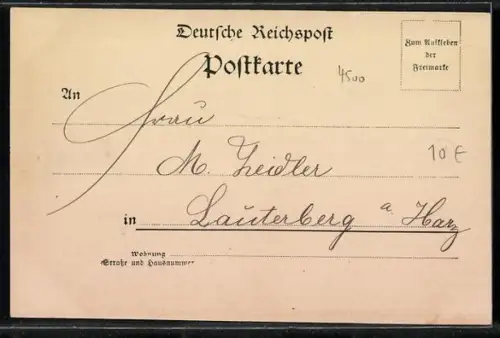 Deutsche Reichspost
Postkarte
Zum Aufkleben
der
Freimarke
4500
An
Frau
M. Zeidler
10 €
in Lauterberg a Harz
Wohnung
Straße und Hausnummer